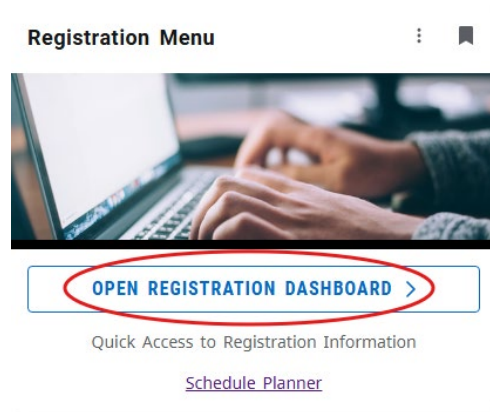 Registration Menu
OPEN REGISTRATION DASHBOARD
Quick Access to Registration Information
Schedule Planner